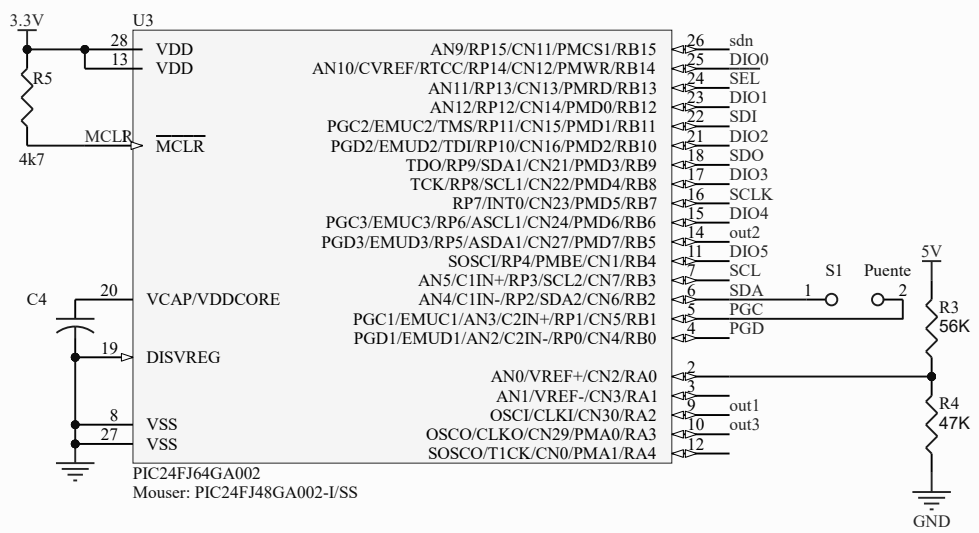 3.3V
U3
28 VDD
13 VDD
R5
4k7
MCLR MCLR
C4
20 VCAP/VDDCORE
19 DISVREG
8 VSS
27 VSS
AN9/RP15/CN11/PMCS1/RB15 26 sdn
AN10/CVREF/RTCC/RP14/CN12/PMWR/RB14 25 DIO0
AN11/RP13/CN13/PMRD/RB13 24 SEL
AN12/RP12/CN14/PMD0/RB12 23 DIO1
PGC2/EMUC2/TMS/RP11/CN15/PMD1/RB11 22 SDI
PGD2/EMUD2/TDI/RP10/CN16/PMD2/RB10 21 DIO2
TDO/RP9/SDA1/CN21/PMD3/RB9 18 SDO
TCK/RP8/SCL1/CN22/PMD4/RB8 17 DIO3
RP7/INT0/CN23/PMD5/RB7 16 SCLK
PGC3/EMUC3/RP6/ASCL1/CN24/PMD6/RB6 15 DIO4
PGD3/EMUD3/RP5/ASDA1/CN27/PMD7/RB5 14 out2
SOSCI/RP4/PMBE/CN1/RB4 11 DIO5
AN5/C1IN+/RP3/SCL2/CN7/RB3 7 SCL
AN4/C1IN-/RP2/SDA2/CN6/RB2 6 SDA
PGC1/EMUC1/AN3/C2IN+/RP1/CN5/RB1 5 PGC
PGD1/EMUD1/AN2/C2IN-/RP0/CN4/RB0 4 PGD
AN0/VREF+/CN2/RA0 2
AN1/VREF-/CN3/RA1 3
OSCI/CLKI/CN30/RA2 9 out1
OSCO/CLKO/CN29/PMA0/RA3 10 out3
SOSCO/T1CK/CN0/PMA1/RA4 12
S1 Puente
1 2
5V
R3
56K
R4
47K
GND
PIC24FJ64GA002
Mouser: PIC24FJ48GA002-I/SS